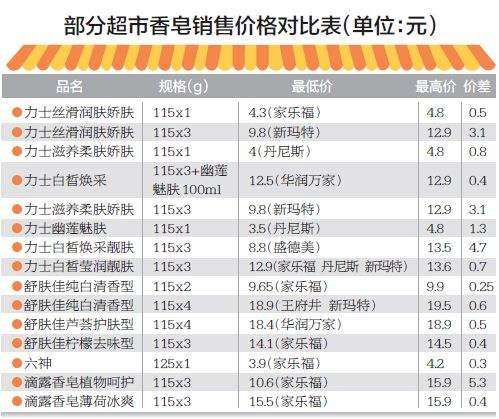 部分超市香皂销售价格对比表(单位:元)
品名 规格(g) 最低价 最高价 价差
力士丝滑润肤娇肤 115x1 4.3(家乐福) 4.8 0.5
力士丝滑润肤娇肤 115x3 9.8(新玛特) 12.9 3.1
力士滋养柔肤娇肤 115x1 4(丹尼斯) 4.8 0.8
力士白皙焕采 115x3+幽莲魅肤100ml 12.5(华润万家) 12.9 0.4
力士滋养柔肤娇肤 115x3 9.8(新玛特) 12.9 3.1
力士幽莲魅肤 115x1 3.5(丹尼斯) 4.8 1.3
力士白皙焕采靓肤 115x3 8.8(盛德美) 13.5 4.7
力士白皙莹润靓肤 115x3 12.9(家乐福 丹尼斯 新玛特) 13.6 0.7
舒肤佳纯白清香型 115x2 9.65(家乐福) 9.9 0.25
舒肤佳纯白清香型 115x4 18.9(王府井 新玛特) 19.5 0.6
舒肤佳芦荟护肤型 115x4 18.4(华润万家) 18.9 0.5
舒肤佳柠檬去味型 115x3 14.1(家乐福) 14.5 0.4
六神 125x1 3.9(家乐福) 4.2 0.3
滴露香皂植物呵护 115x3 10.6(家乐福) 15.9 5.3
滴露香皂薄荷冰爽 115x3 15.5(家乐福) 15.9 0.4